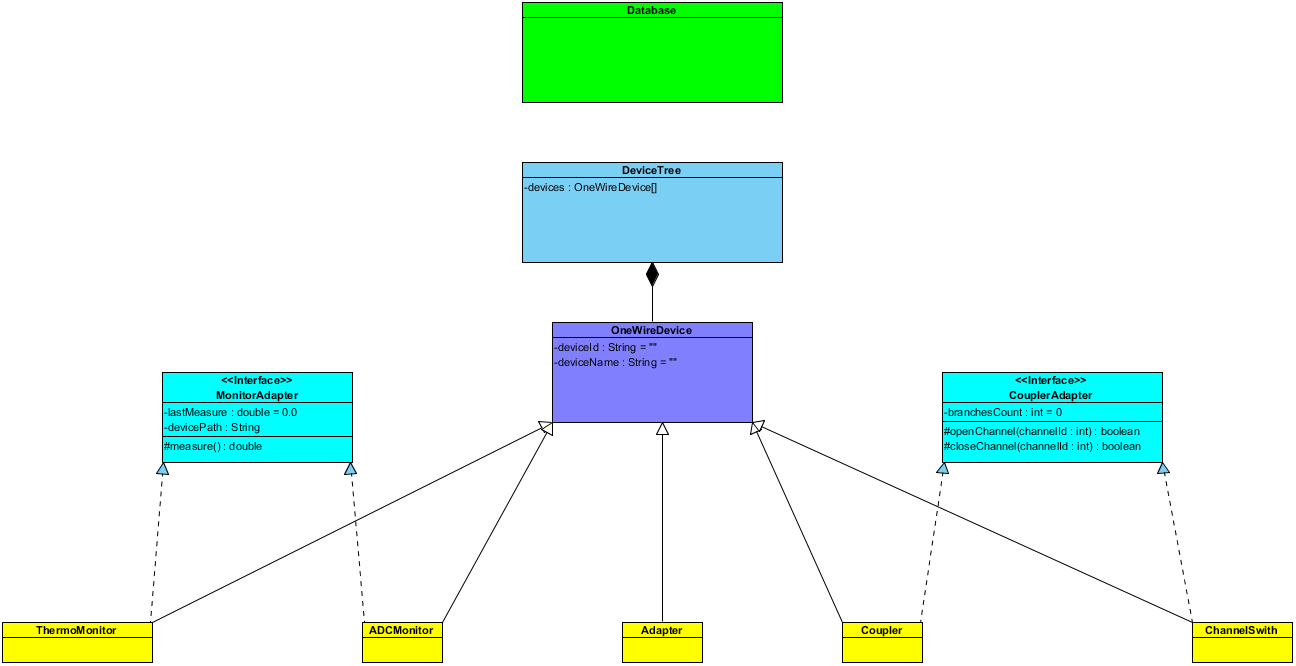 Database
DeviceTree
-devices : OneWireDevice[]
OneWireDevice
-deviceId : String = ""
-deviceName : String = ""
<<Interface>>
MonitorAdapter
-lastMeasure : double = 0.0
-devicePath : String
#measure() : double
<<Interface>>
CouplerAdapter
-branchesCount : int = 0
#openChannel(channelId : int) : boolean
#closeChannel(channelId : int) : boolean
ThermoMonitor
ADCMonitor
Adapter
Coupler
ChannelSwith